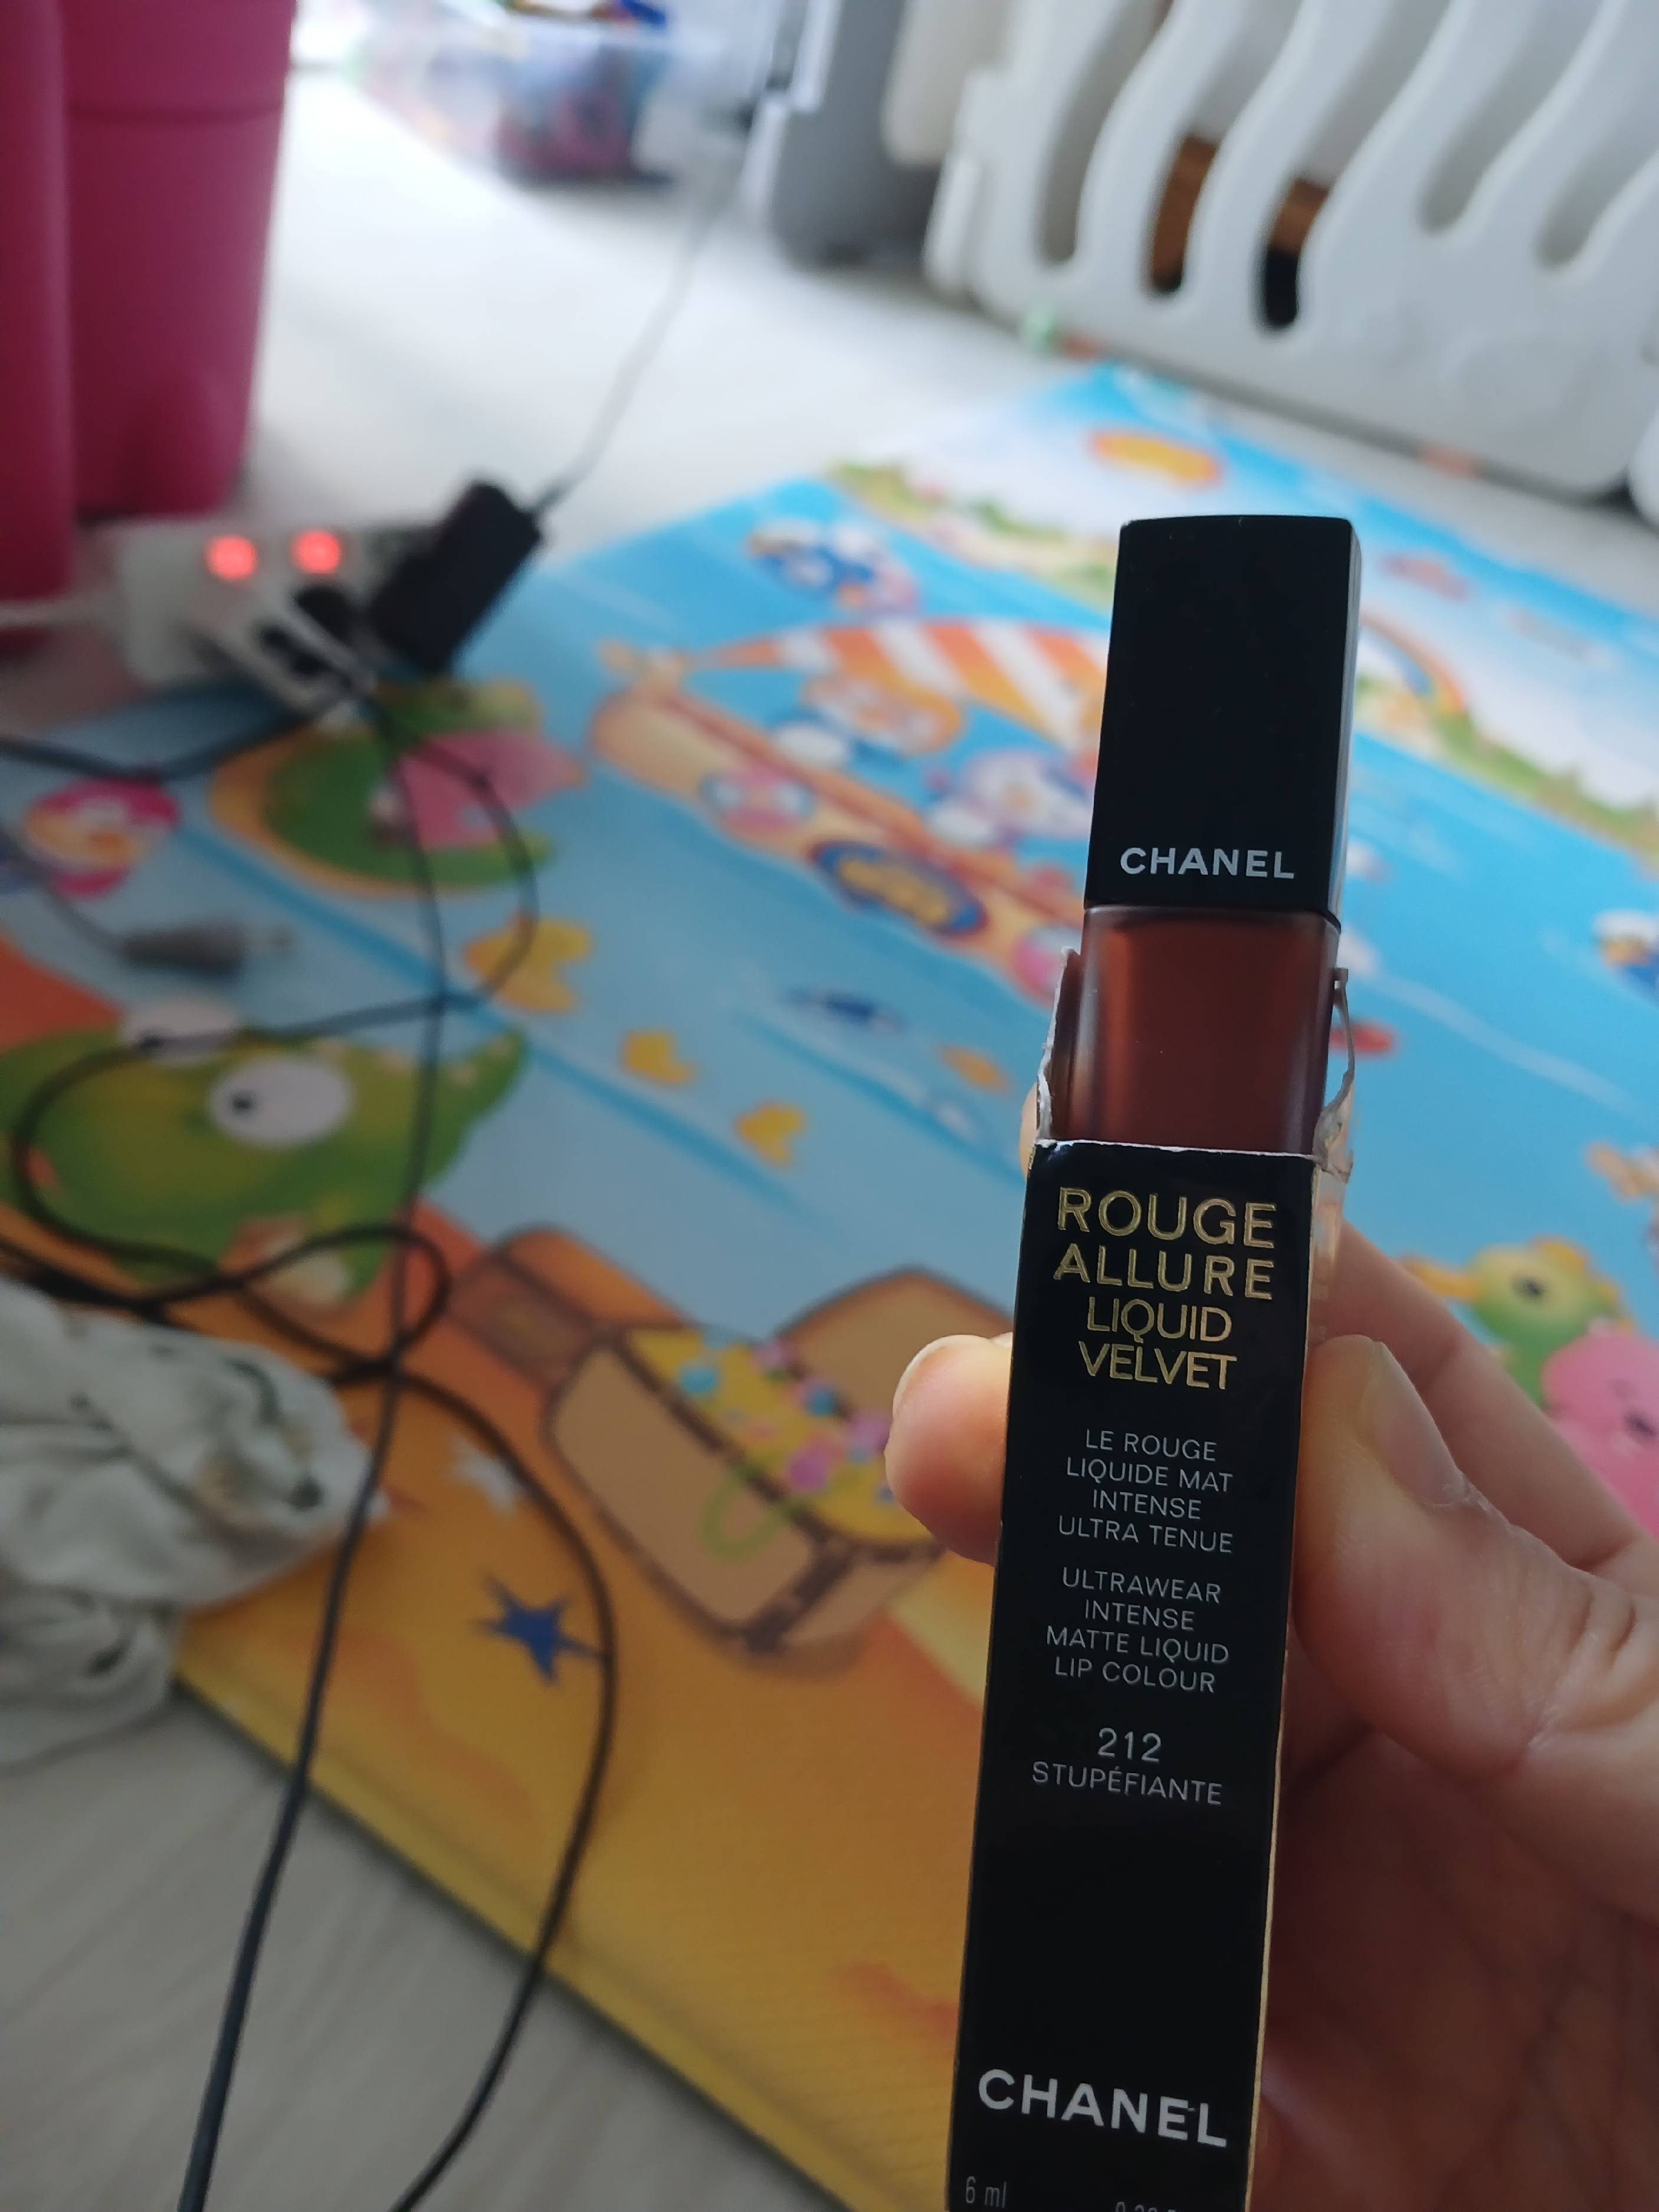 CHANEL
ROUGE
ALLURE
LIQUID
VELVET
LE ROUGE
LIQUIDE MAT
INTENSE
ULTRA TENUE
ULTRAWEAR
INTENSE
MATTE LIQUID
LIP COLOUR
212
STUPÉFIANTE
CHANEL
6 ml